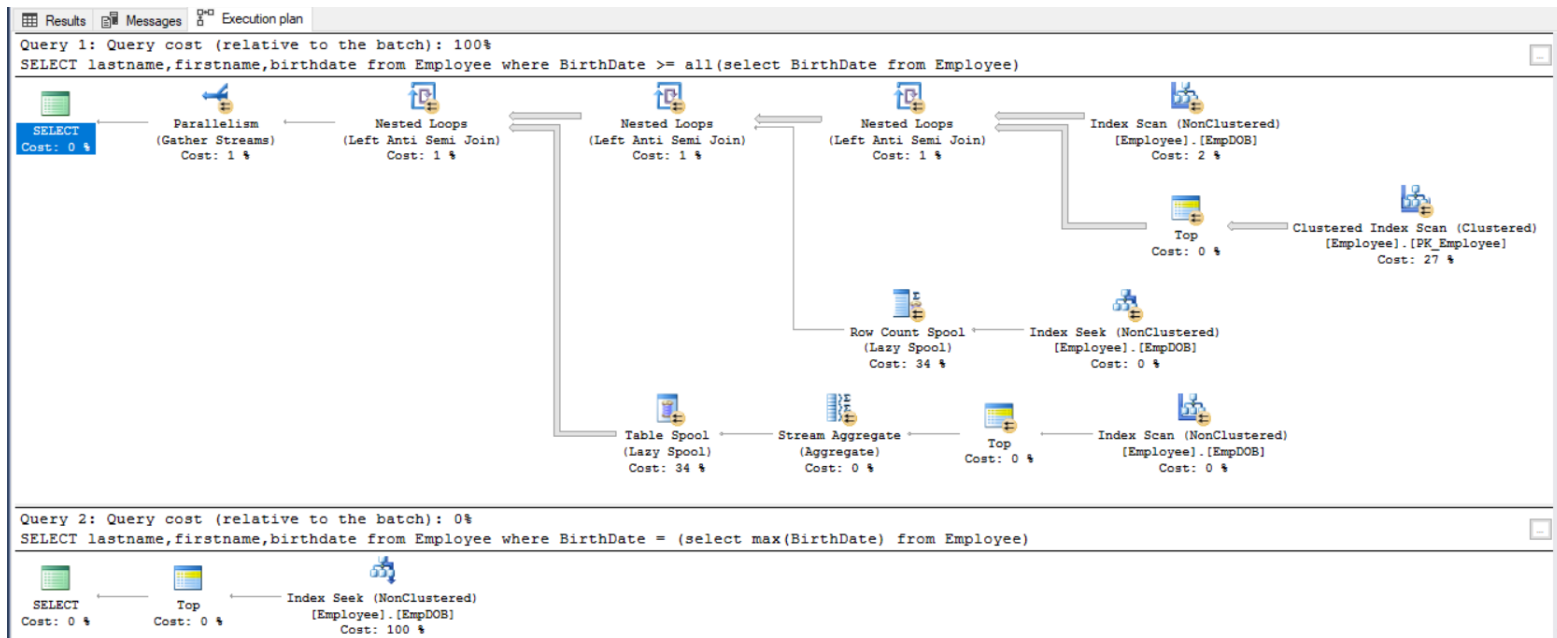 Results Messages Execution plan
Query 1: Query cost (relative to the batch): 100%
SELECT lastname,firstname,birthdate from Employee where BirthDate >= all(select BirthDate from Employee)
...
SELECT
Cost: 0 %
Parallelism
(Gather Streams)
Cost: 1 %
Nested Loops
(Left Anti Semi Join)
Cost: 1 %
Nested Loops
(Left Anti Semi Join)
Cost: 1 %
Nested Loops
(Left Anti Semi Join)
Cost: 1 %
Index Scan (NonClustered)
[Employee].[EmpDOB]
Cost: 2 %
Top
Cost: 0 %
Clustered Index Scan (Clustered)
[Employee].[PK_Employee]
Cost: 27 %
Row Count Spool
(Lazy Spool)
Cost: 34 %
Index Seek (NonClustered)
[Employee].[EmpDOB]
Cost: 0 %
Table Spool
(Lazy Spool)
Cost: 34 %
Stream Aggregate
(Aggregate)
Cost: 0 %
Top
Cost: 0 %
Index Scan (NonClustered)
[Employee].[EmpDOB]
Cost: 0 %
Query 2: Query cost (relative to the batch): 0%
SELECT lastname,firstname,birthdate from Employee where BirthDate = (select max(BirthDate) from Employee)
...
SELECT
Cost: 0 %
Top
Cost: 0 %
Index Seek (NonClustered)
[Employee].[EmpDOB]
Cost: 100 %